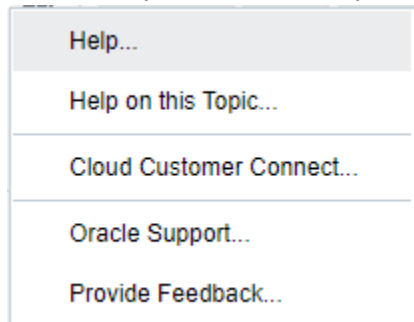 Help...
Help on this Topic...
Cloud Customer Connect...
Oracle Support...
Provide Feedback...